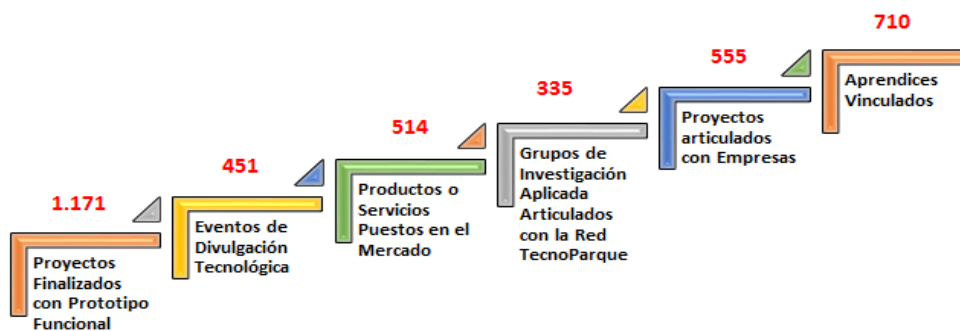 1.171
Proyectos
Finalizados
con Prototipo
Funcional
451
Eventos de
Divulgación
Tecnológica
514
Productos o
Servicios
Puestos en el
Mercado
335
Grupos de
Investigación
Aplicada
Articulados
con la Red
TecnoParque
555
Proyectos
articulados
con Empresas
710
Aprendices
Vinculados